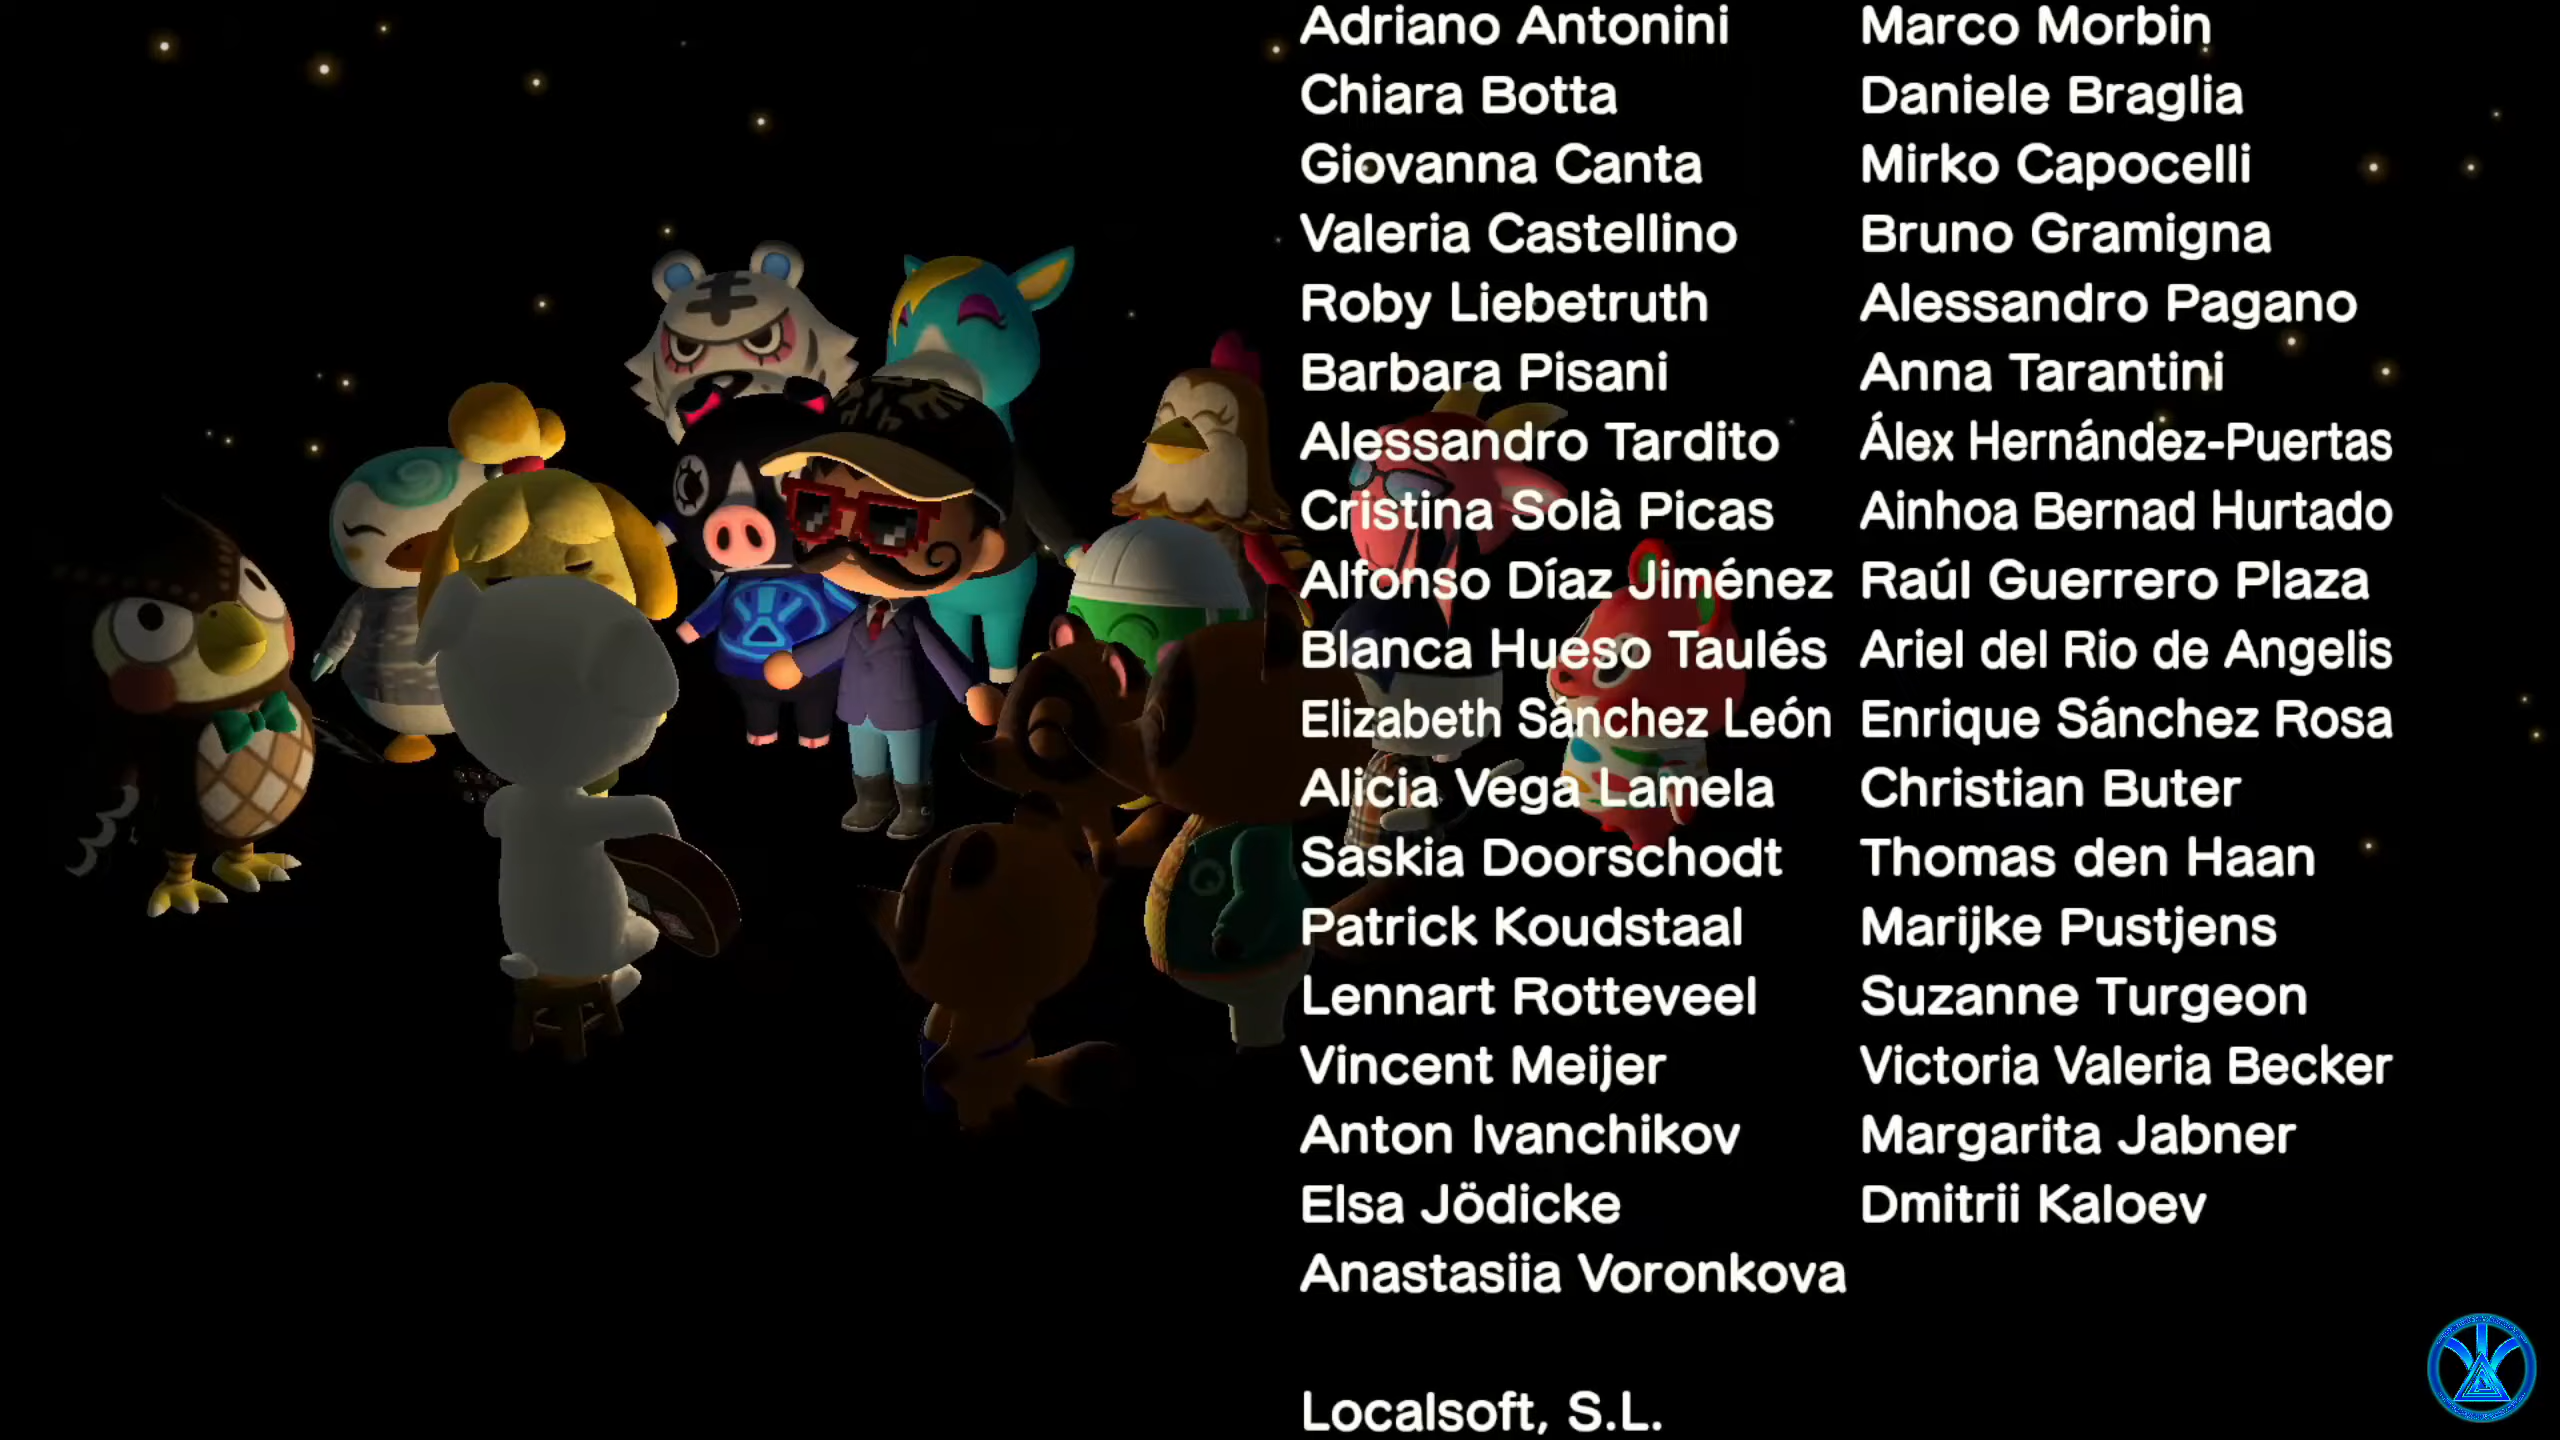 Adriano Antonini Marco Morbin
Chiara Botta Daniele Braglia
Giovanna Canta Mirko Capocelli
Valeria Castellino Bruno Gramigna
Roby Liebetruth Alessandro Pagano
Barbara Pisani Anna Tarantini
Alessandro Tardito Álex Hernández-Puertas
Cristina Solà Picas Ainhoa Bernad Hurtado
Alfonso Díaz Jiménez Raúl Guerrero Plaza
Blanca Hueso Taulés Ariel del Rio de Angelis
Elizabeth Sánchez León Enrique Sánchez Rosa
Alicia Vega Lamela Christian Buter
Saskia Doorschodt Thomas den Haan
Patrick Koudstaal Marijke Pustjens
Lennart Rotteveel Suzanne Turgeon
Vincent Meijer Victoria Valeria Becker
Anton Ivanchikov Margarita Jabner
Elsa Jödicke Dmitrii Kaloev
Anastasiia Voronkova
Localsoft, S.L.